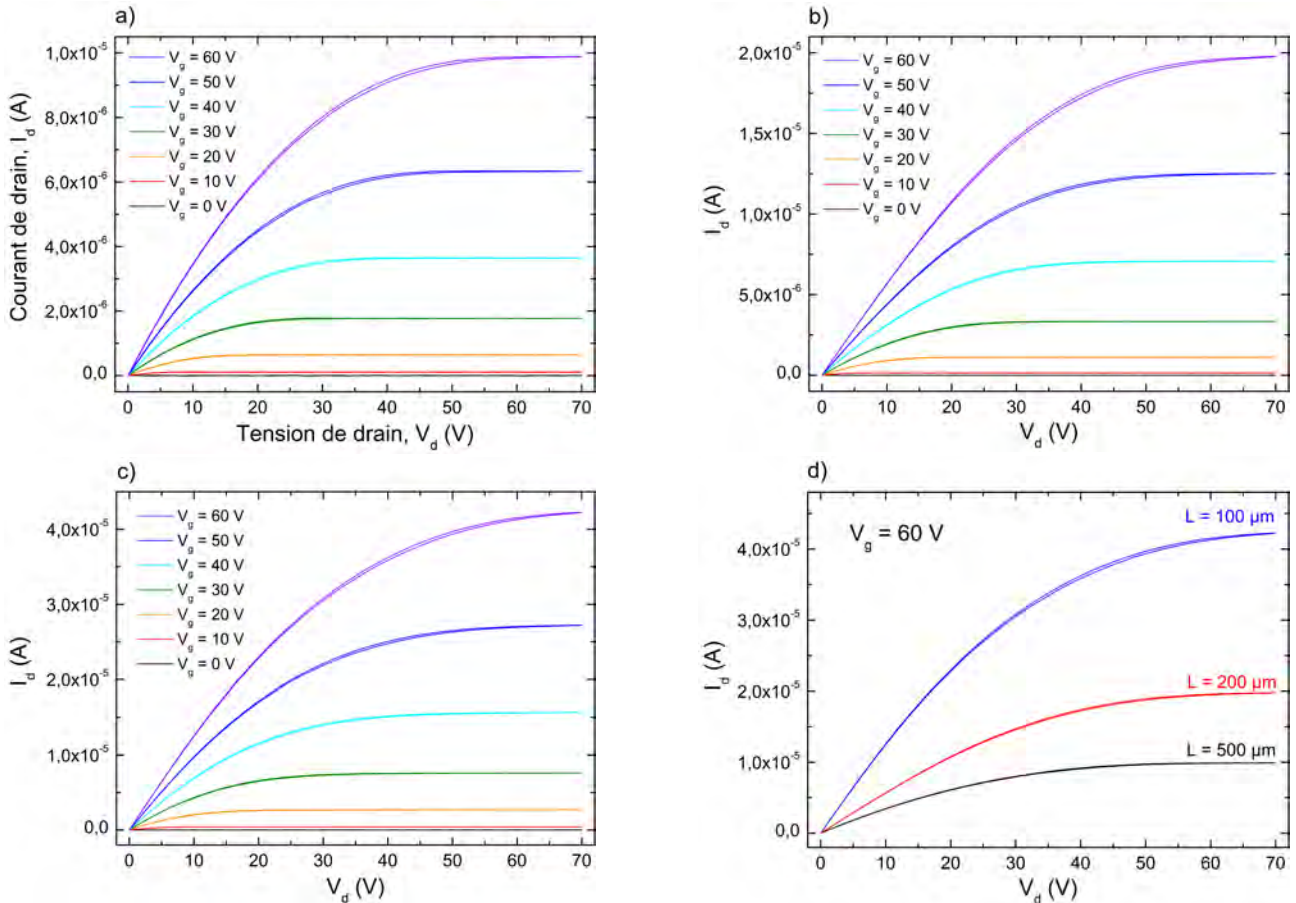 a)
Courant de drain, I_d (A)
1,0x10^-5
8,0x10^-6
6,0x10^-6
4,0x10^-6
2,0x10^-6
0,0
V_g = 60 V
V_g = 50 V
V_g = 40 V
V_g = 30 V
V_g = 20 V
V_g = 10 V
V_g = 0 V
0 10 20 30 40 50 60 70
Tension de drain, V_d (V)
b)
I_d (A)
2,0x10^-5
1,5x10^-5
1,0x10^-5
5,0x10^-6
0,0
V_g = 60 V
V_g = 50 V
V_g = 40 V
V_g = 30 V
V_g = 20 V
V_g = 10 V
V_g = 0 V
0 10 20 30 40 50 60 70
V_d (V)
c)
I_d (A)
4,0x10^-5
3,0x10^-5
2,0x10^-5
1,0x10^-5
0,0
V_g = 60 V
V_g = 50 V
V_g = 40 V
V_g = 30 V
V_g = 20 V
V_g = 10 V
V_g = 0 V
0 10 20 30 40 50 60 70
V_d (V)
d)
I_d (A)
4,0x10^-5
3,0x10^-5
2,0x10^-5
1,0x10^-5
0,0
V_g = 60 V
L = 100 µm
L = 200 µm
L = 500 µm
0 10 20 30 40 50 60 70
V_d (V)